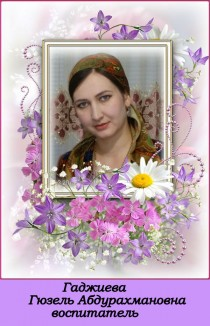 Гаджиева
Гюзель Абдурахмановна
воспитатель